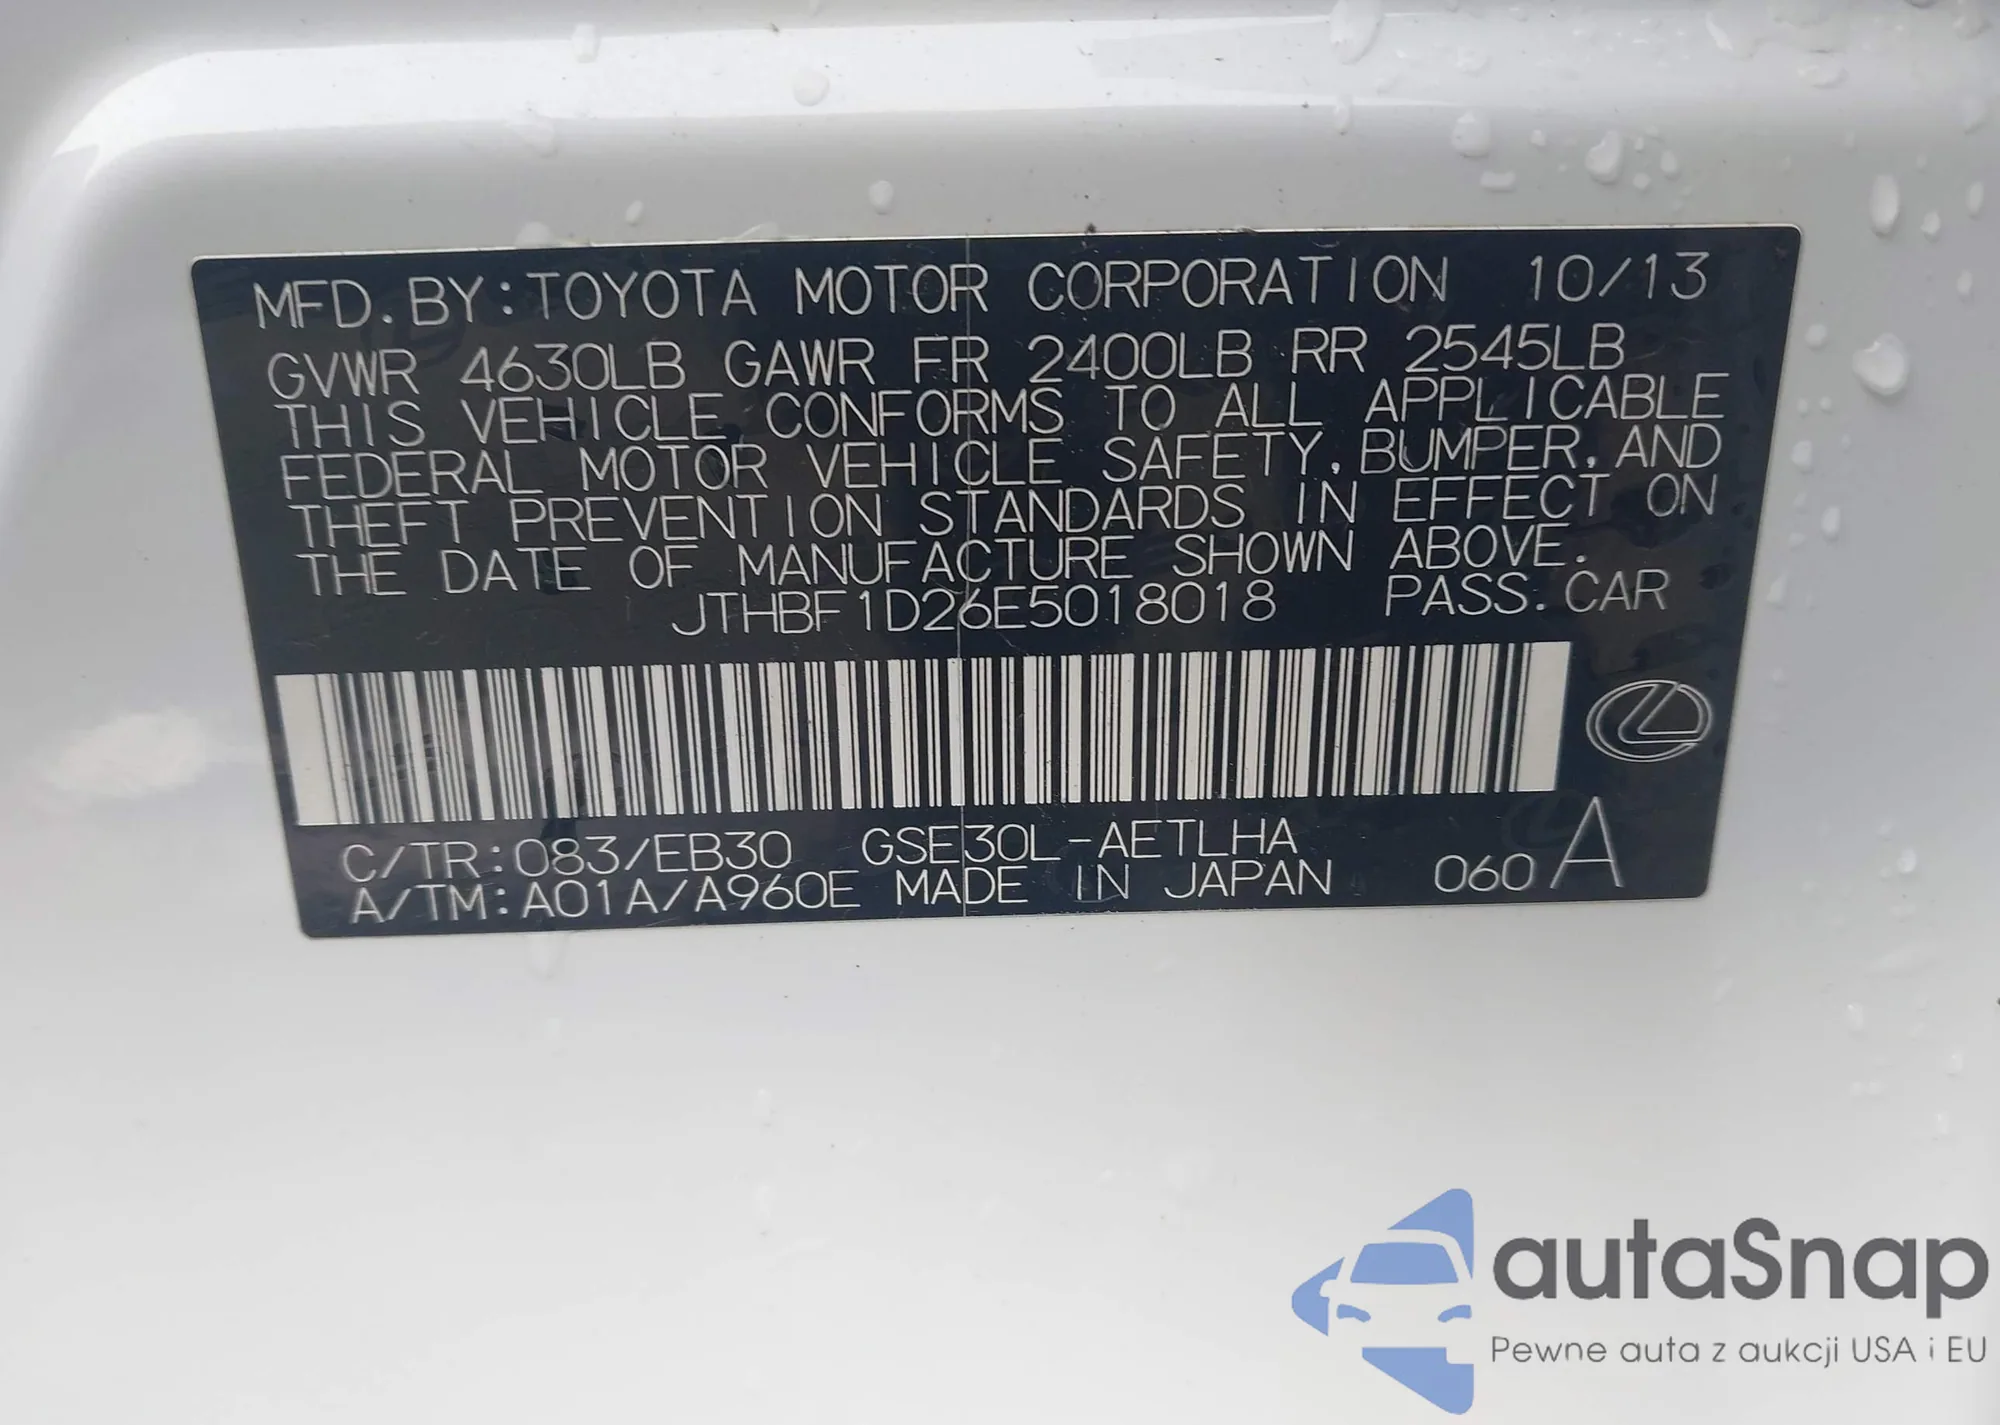 MFD. BY: TOYOTA MOTOR CORPORATION 10/13
GVWR 4630LB GAWR FR 2400LB RR 2545LB
THIS VEHICLE CONFORMS TO ALL APPLICABLE
FEDERAL MOTOR VEHICLE SAFETY, BUMPER, AND
THEFT PREVENTION STANDARDS IN EFFECT ON
THE DATE OF MANUFACTURE SHOWN ABOVE.
JTHBF1D26E5018018 PASS. CAR
C/TR: 083/EB30 GSE30L-AETLHA
A/TM: A01A/A960E MADE IN JAPAN 060 A
autaSnap
Pewne auta z aukcji USA i EU